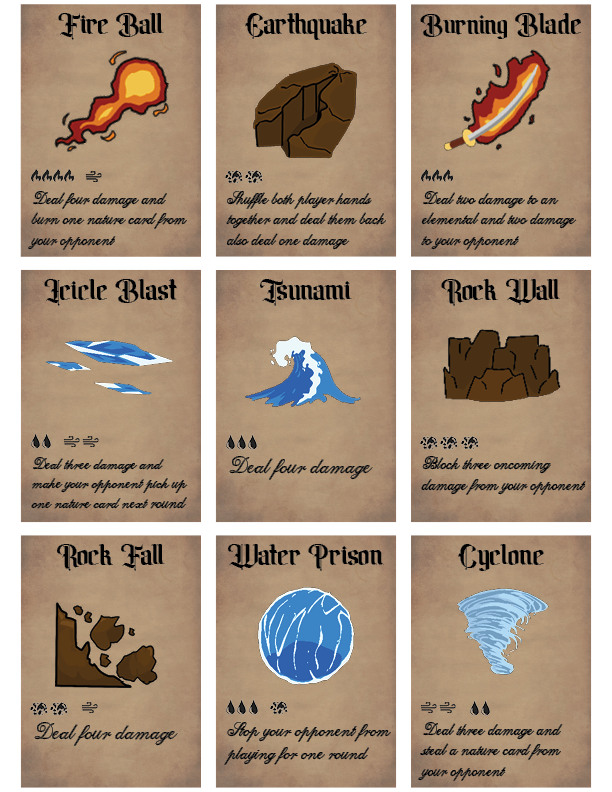 Fire Ball
Deal four damage and
burn one nature card from
your opponent
Earthquake
Shuffle both player hands
together and deal them back
also deal one damage
Burning Blade
Deal two damage to an
elemental and two damage
to your opponent
Icicle Blast
Deal three damage and
make your opponent pick up
one nature card next round
Tsunami
Deal four damage
Rock Wall
Block three oncoming
damage from your opponent
Rock Fall
Deal four damage
Water Prison
Stop your opponent from
playing for one round
Cyclone
Deal three damage and
steal a nature card from
your opponent